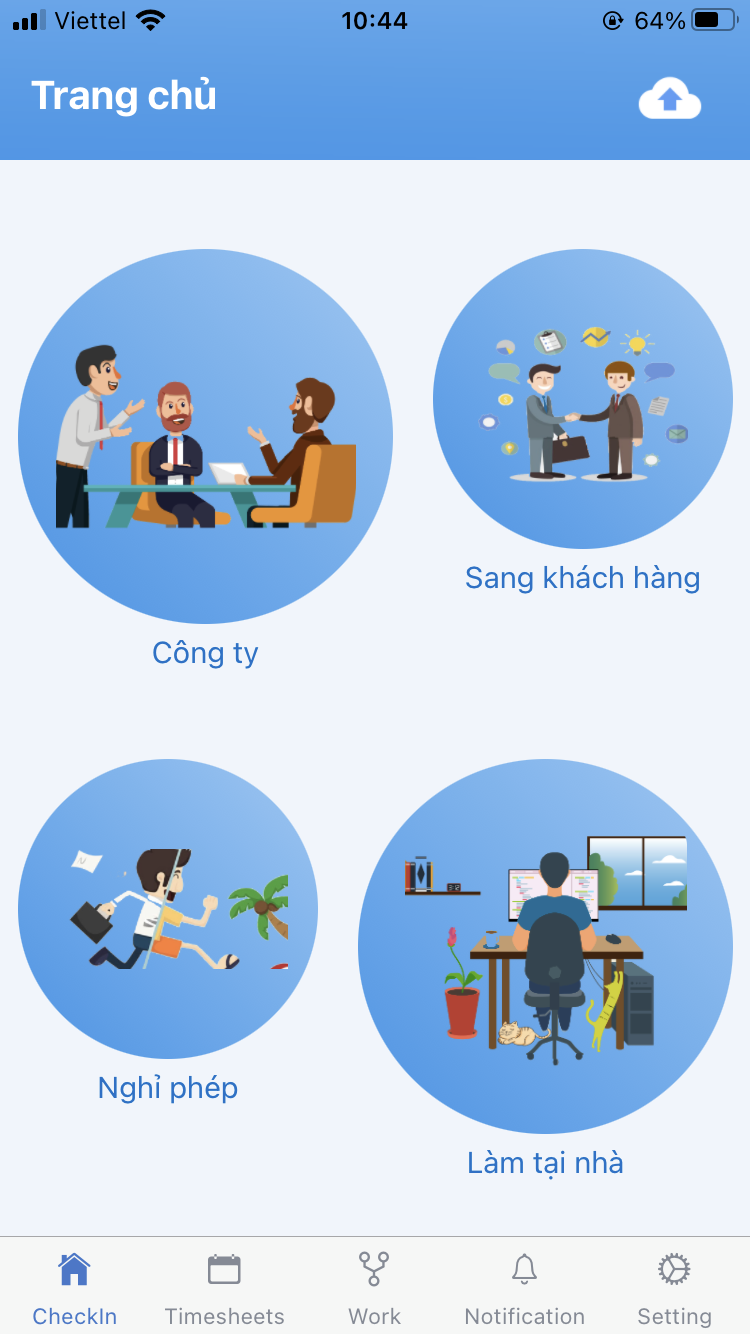 Viettel 10:44 64%
Trang chủ
Sang khách hàng
Công ty
Nghỉ phép
Làm tại nhà
CheckIn Timesheets Work Notification Setting